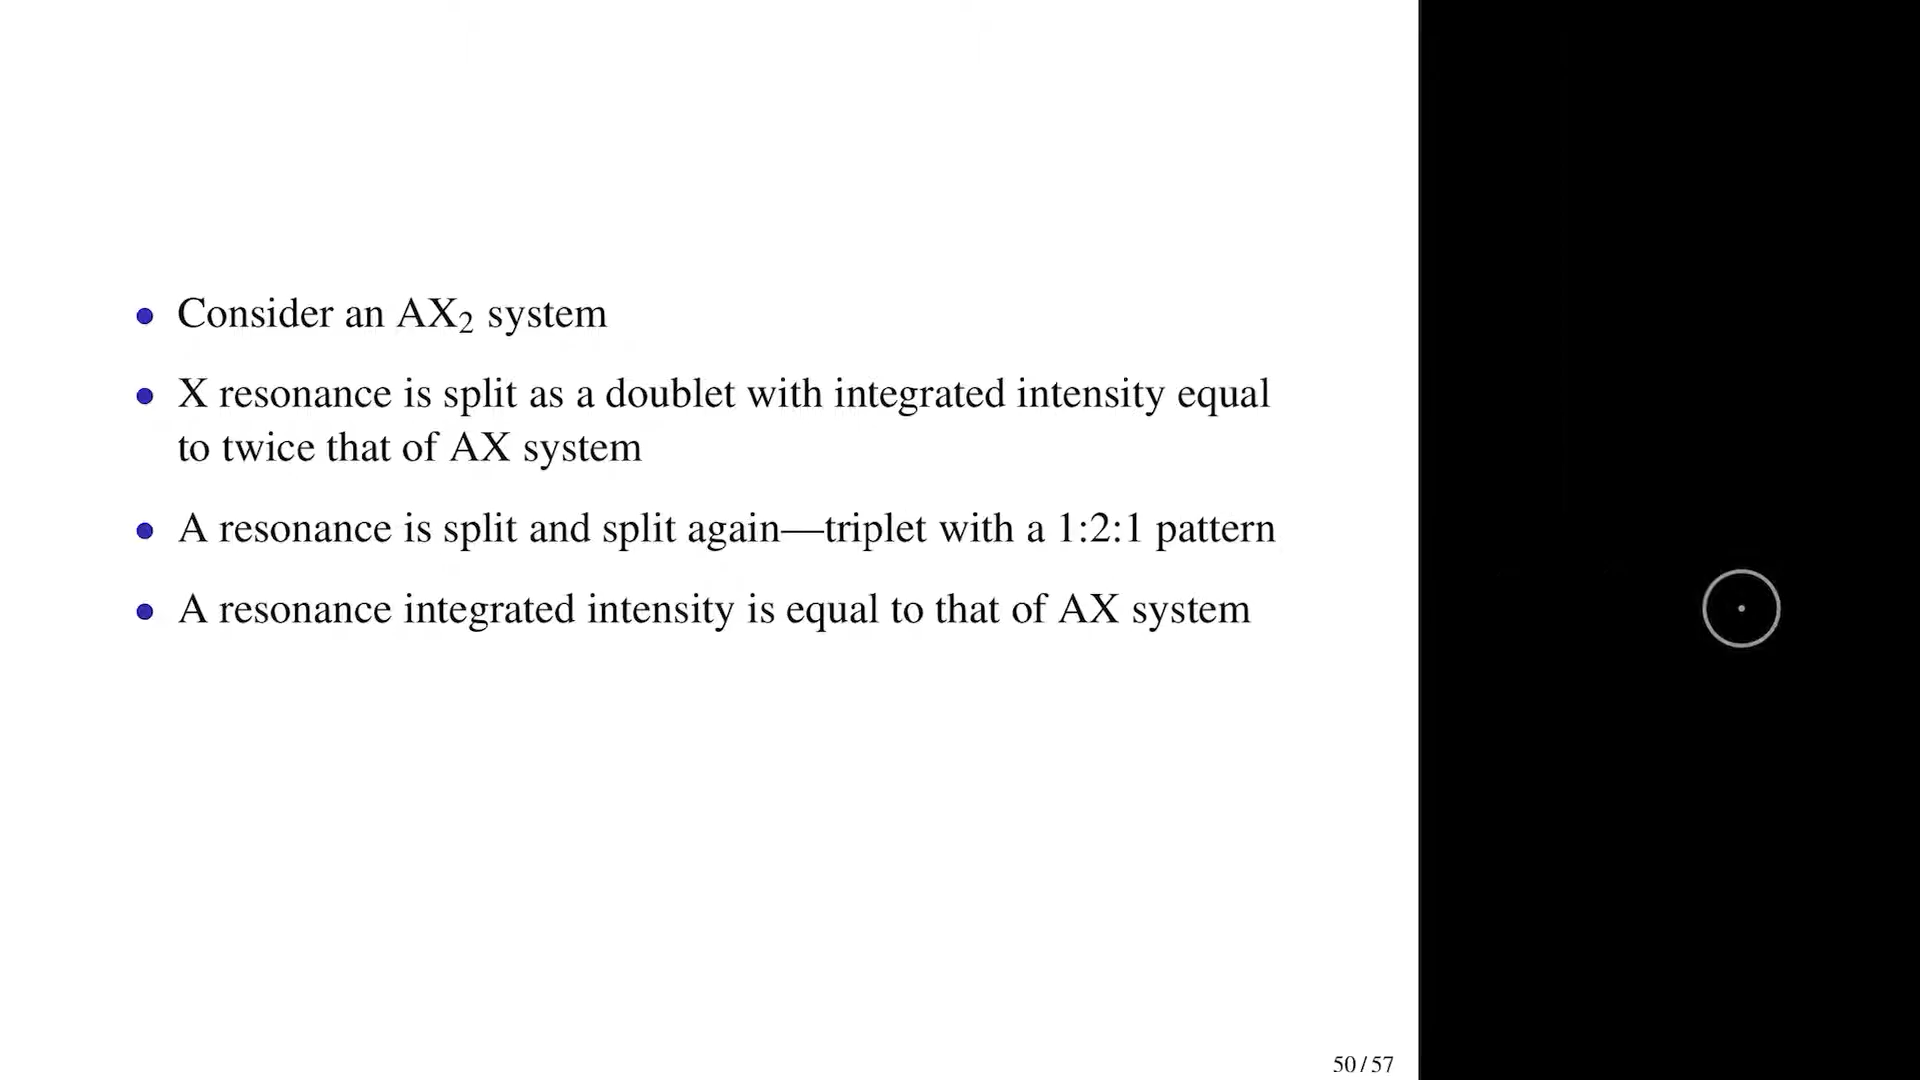 • Consider an AX₂ system
• X resonance is split as a doublet with integrated intensity equal
to twice that of AX system
• A resonance is split and split again—triplet with a 1:2:1 pattern
• A resonance integrated intensity is equal to that of AX system
50 / 57